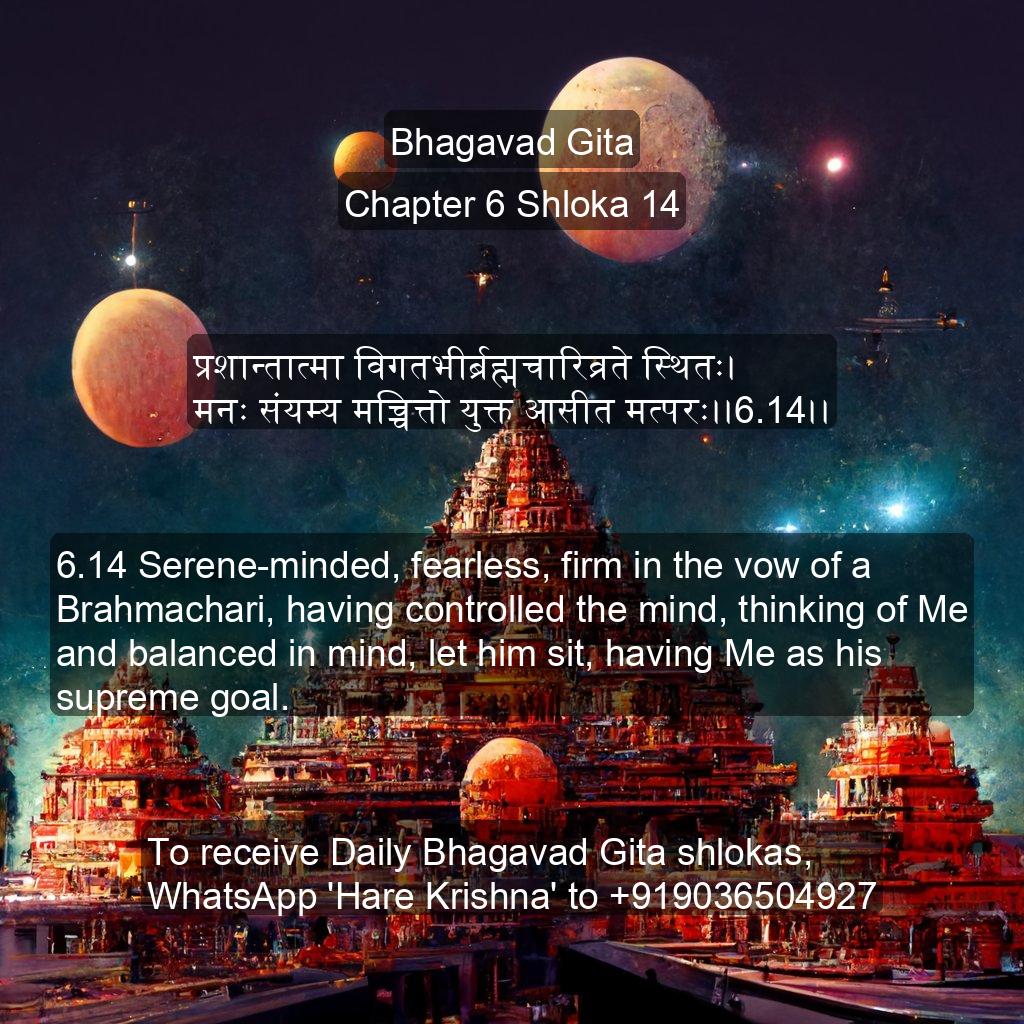 Bhagavad Gita
Chapter 6 Shloka 14
प्रशान्तात्मा विगतभीर्ब्रह्मचारिव्रते स्थितः।
मनः संयम्य मच्चित्तो युक्त आसीत मत्परः।।6.14।।
6.14 Serene-minded, fearless, firm in the vow of a
Brahmachari, having controlled the mind, thinking of Me
and balanced in mind, let him sit, having Me as his
supreme goal.
To receive Daily Bhagavad Gita shlokas,
WhatsApp 'Hare Krishna' to +919036504927